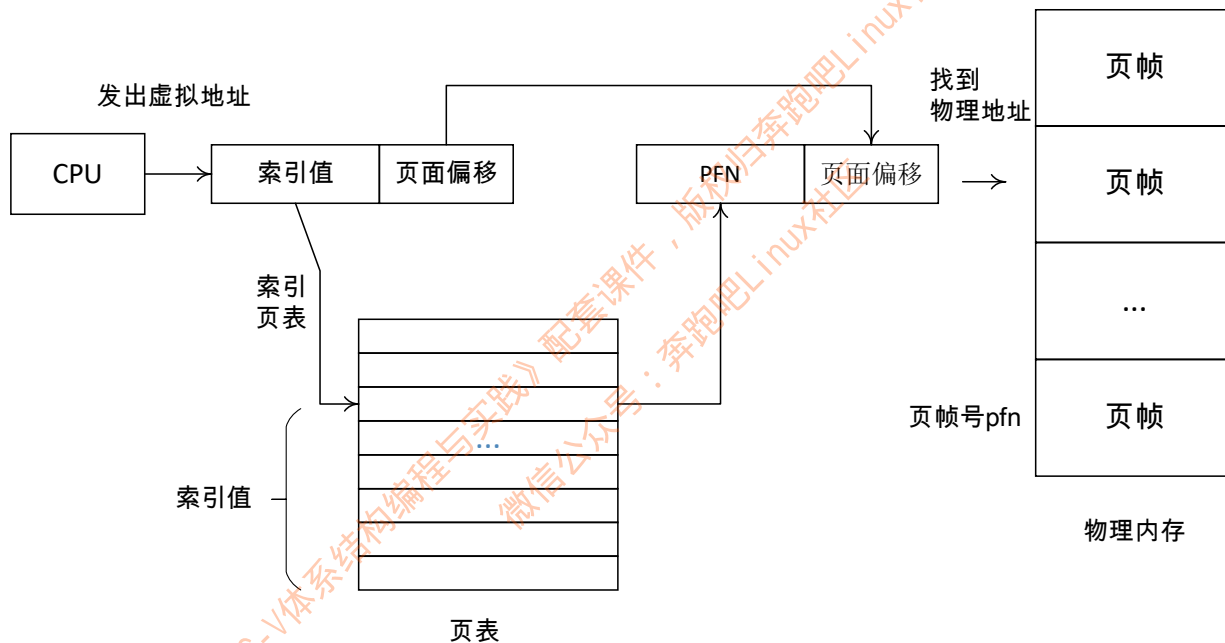 发出虚拟地址
CPU
索引值
页面偏移
索引
页表
...
索引值
页表
PFN
页面偏移
找到
物理地址
页帧
页帧
...
页帧号pfn
页帧
物理内存
-V体系结构编程与实践》配套课件，版权归奔跑吧Linux
微信公众号：奔跑吧Linux社区